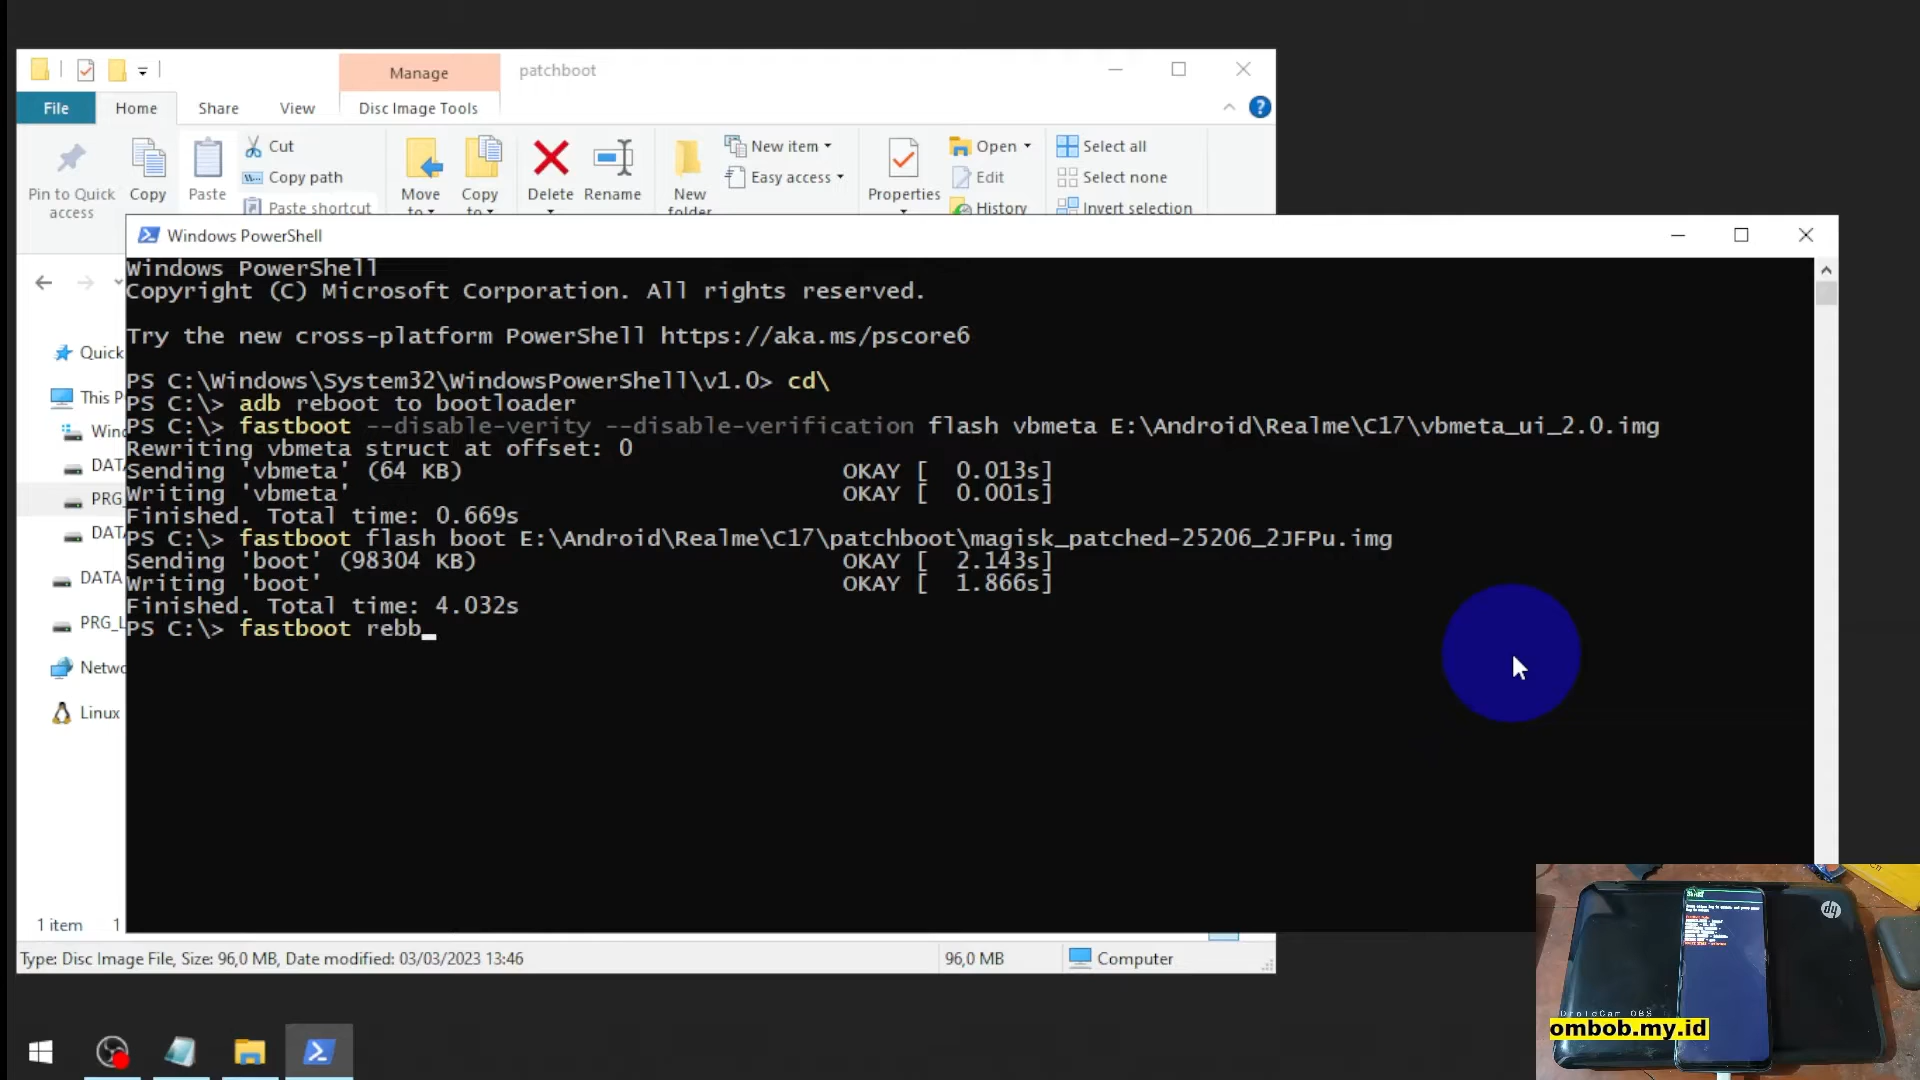 Manage
patchboot
File
Home
Share
View
Disc Image Tools
Pin to Quick access
Copy
Paste
Cut
Copy path
Paste shortcut
Move to
Copy to
Delete
Rename
New folder
New item
Easy access
Properties
Open
Edit
History
Select all
Select none
Invert selection
Windows PowerShell
Windows PowerShell
Copyright (C) Microsoft Corporation. All rights reserved.
Try the new cross-platform PowerShell https://aka.ms/pscore6
PS C:\Windows\System32\WindowsPowerShell\v1.0> cd\
PS C:\> adb reboot to bootloader
PS C:\> fastboot --disable-verity --disable-verification flash vbmeta E:\Android\Realme\C17\vbmeta_ui_2.0.img
Rewriting vbmeta struct at offset: 0
Sending 'vbmeta' (64 KB) OKAY [ 0.013s]
Writing 'vbmeta' OKAY [ 0.001s]
Finished. Total time: 0.669s
PS C:\> fastboot flash boot E:\Android\Realme\C17\patchboot\magisk_patched-25206_2JFPu.img
Sending 'boot' (98304 KB) OKAY [ 2.143s]
Writing 'boot' OKAY [ 1.866s]
Finished. Total time: 4.032s
PS C:\> fastboot rebb_
Quick
This P
Wind
DATA
PRG_
DATA
DATA
PRG_L
Netwo
Linux
1 item 1
Type: Disc Image File, Size: 96,0 MB, Date modified: 03/03/2023 13:46
96,0 MB
Computer
hp
DroidCam OBS
ombob.my.id